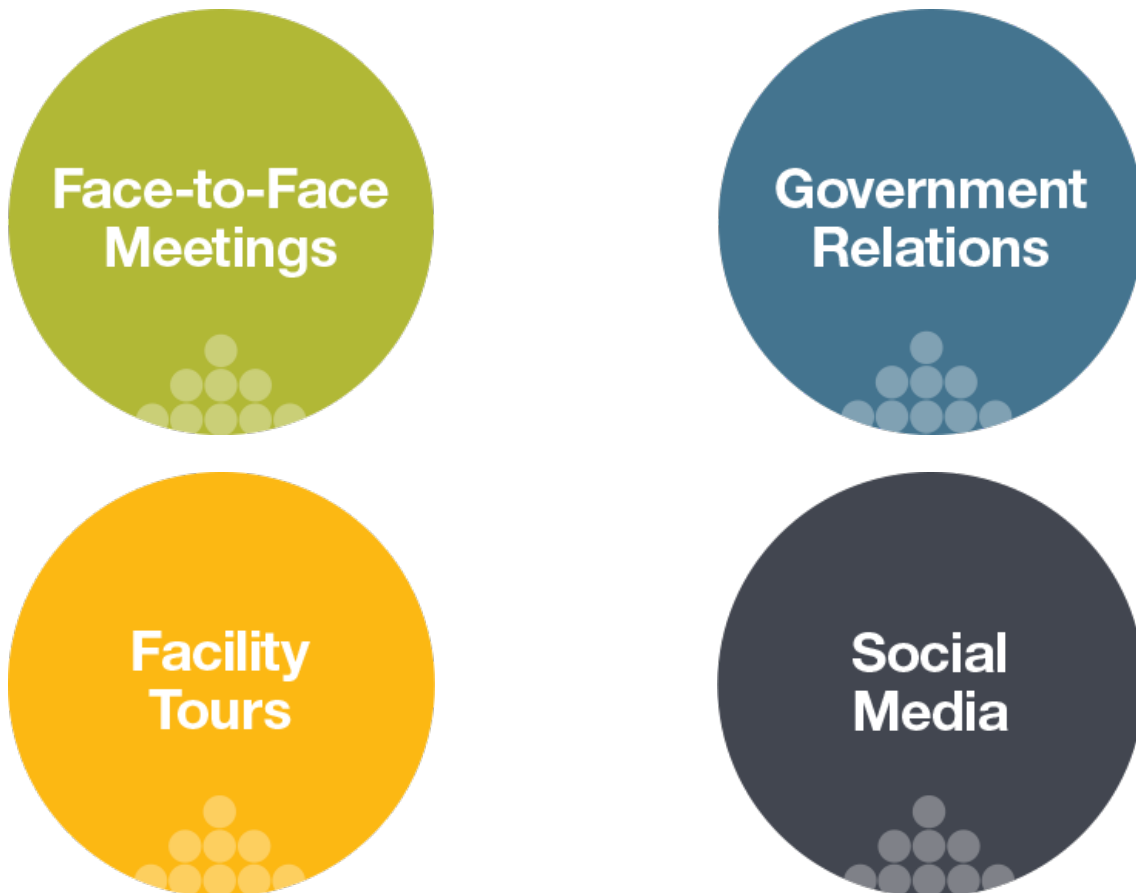 Face-to-Face
Meetings
Government
Relations
Facility
Tours
Social
Media